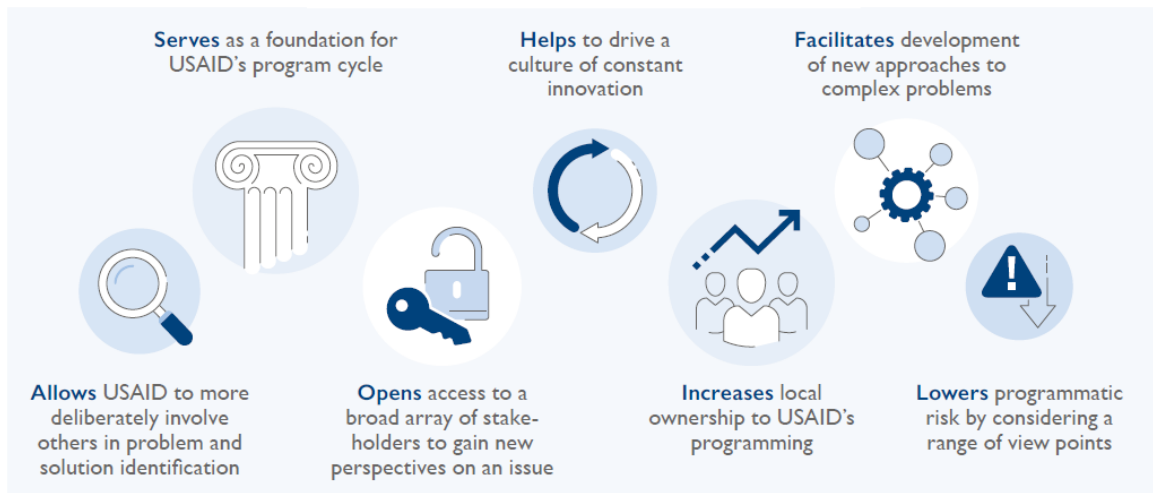 Serves as a foundation for
USAID's program cycle
Helps to drive a
culture of constant
innovation
Facilitates development
of new approaches to
complex problems
Allows USAID to more
deliberately involve
others in problem and
solution identification
Opens access to a
broad array of stake-
holders to gain new
perspectives on an issue
Increases local
ownership to USAID's
programming
Lowers programmatic
risk by considering a
range of view points